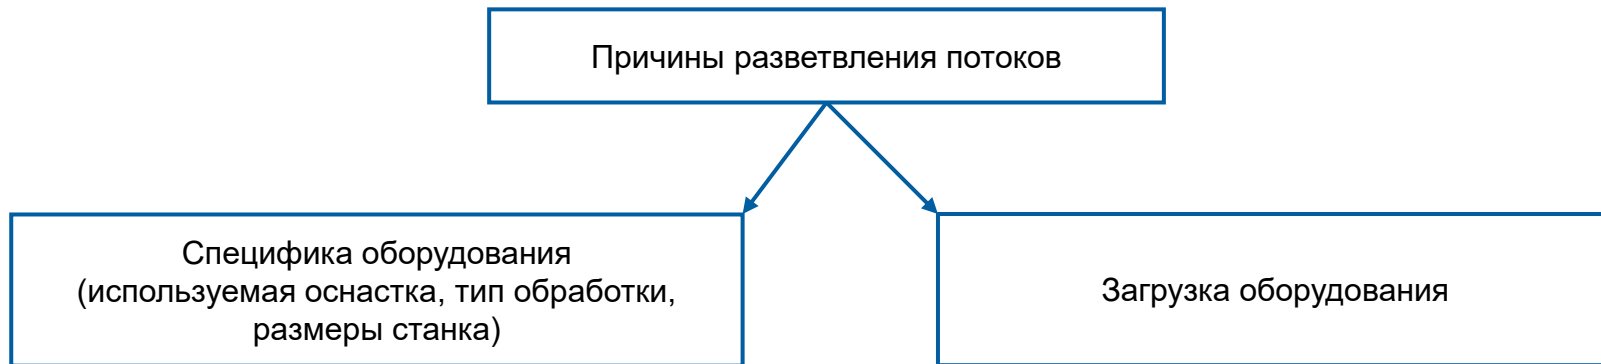 Причины разветвления потоков
Специфика оборудования
(используемая оснастка, тип обработки,
размеры станка)
Загрузка оборудования